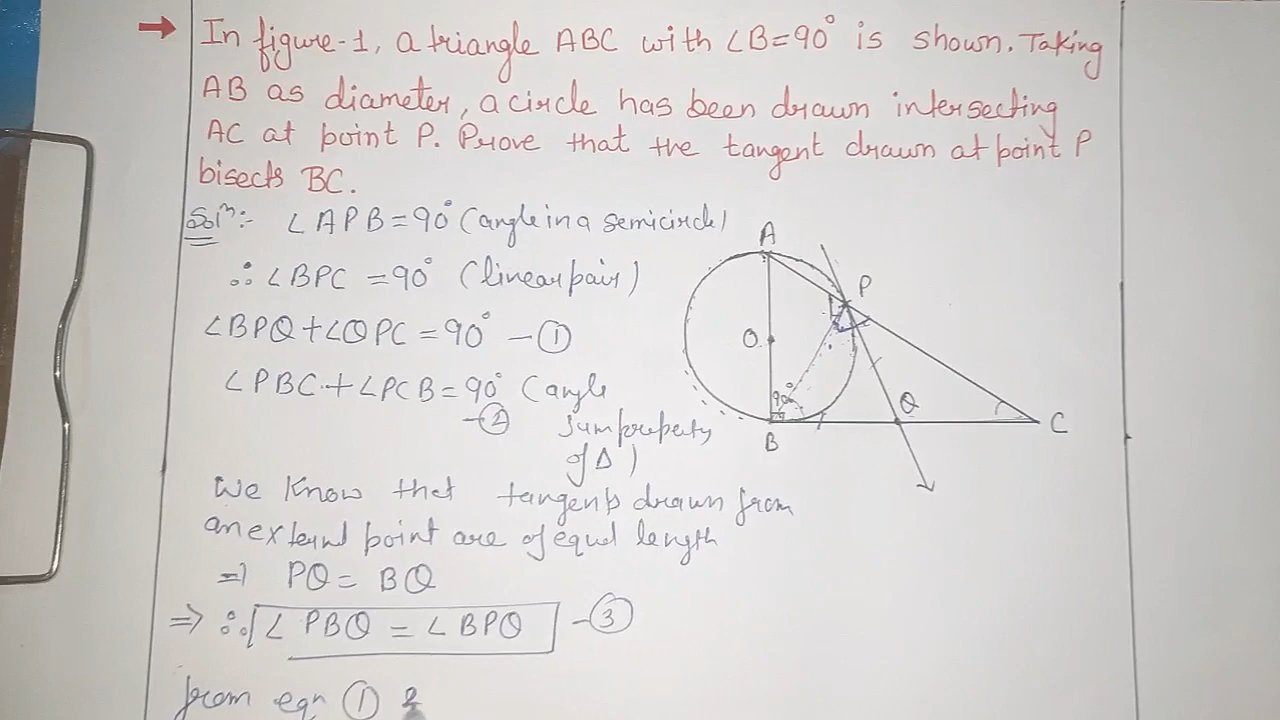 → In figure-1, a triangle ABC with ∠B=90° is shown. Taking
AB as diameter, a circle has been drawn intersecting
AC at point P. Prove that the tangent drawn at point P
bisects BC.
Solⁿ:- ∠APB=90° (angle in a semicircle)
∴ ∠BPC =90° (linear pair)
∠BPQ+∠QPC=90° -①
∠PBC+∠PCB=90° (angle
-② sum property
of Δ)
We know that tangents drawn from
an external point are of equal length
⇒ PQ= BQ
⇒ ∴ ∠PBQ = ∠BPQ -③
from eqn ① &
A
P
O
90°
Q
B
C